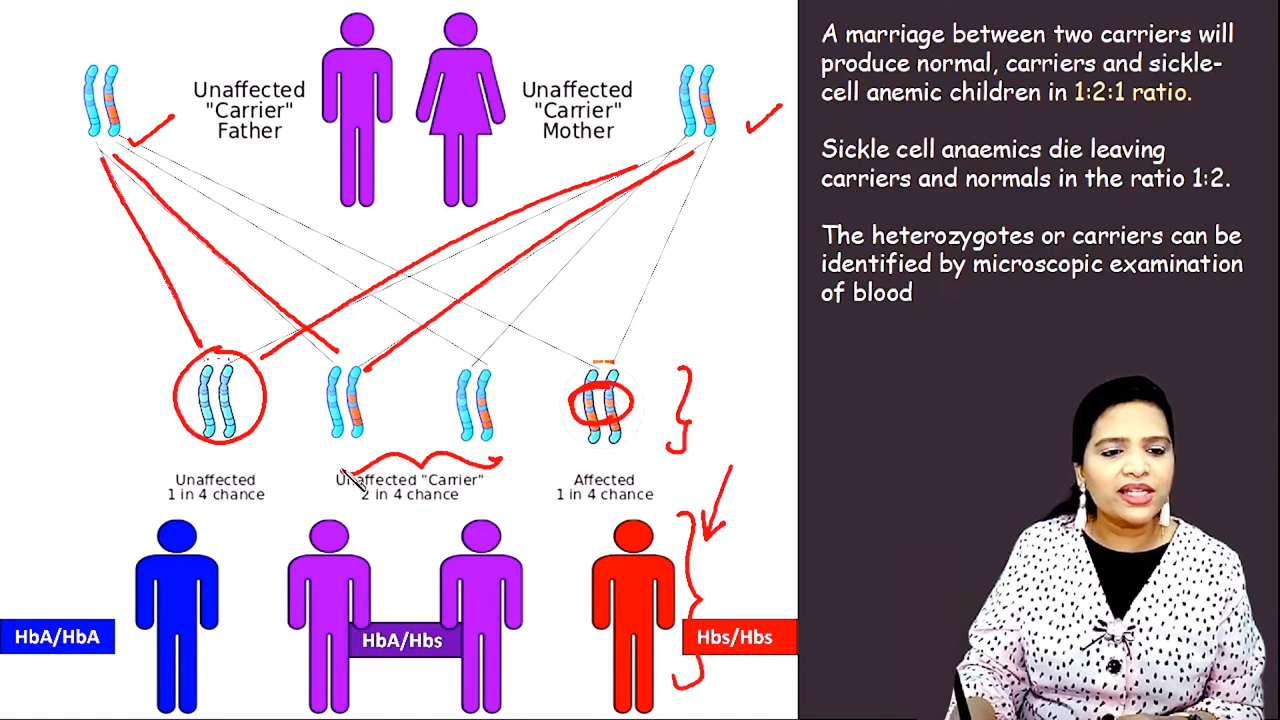 Unaffected
"Carrier"
Father
Unaffected
"Carrier"
Mother
Unaffected
1 in 4 chance
Unaffected "Carrier"
2 in 4 chance
Affected
1 in 4 chance
HbA/HbA
HbA/Hbs
Hbs/Hbs
A marriage between two carriers will
produce normal, carriers and sickle-
cell anemic children in 1:2:1 ratio.
Sickle cell anaemics die leaving
carriers and normals in the ratio 1:2.
The heterozygotes or carriers can be
identified by microscopic examination
of blood